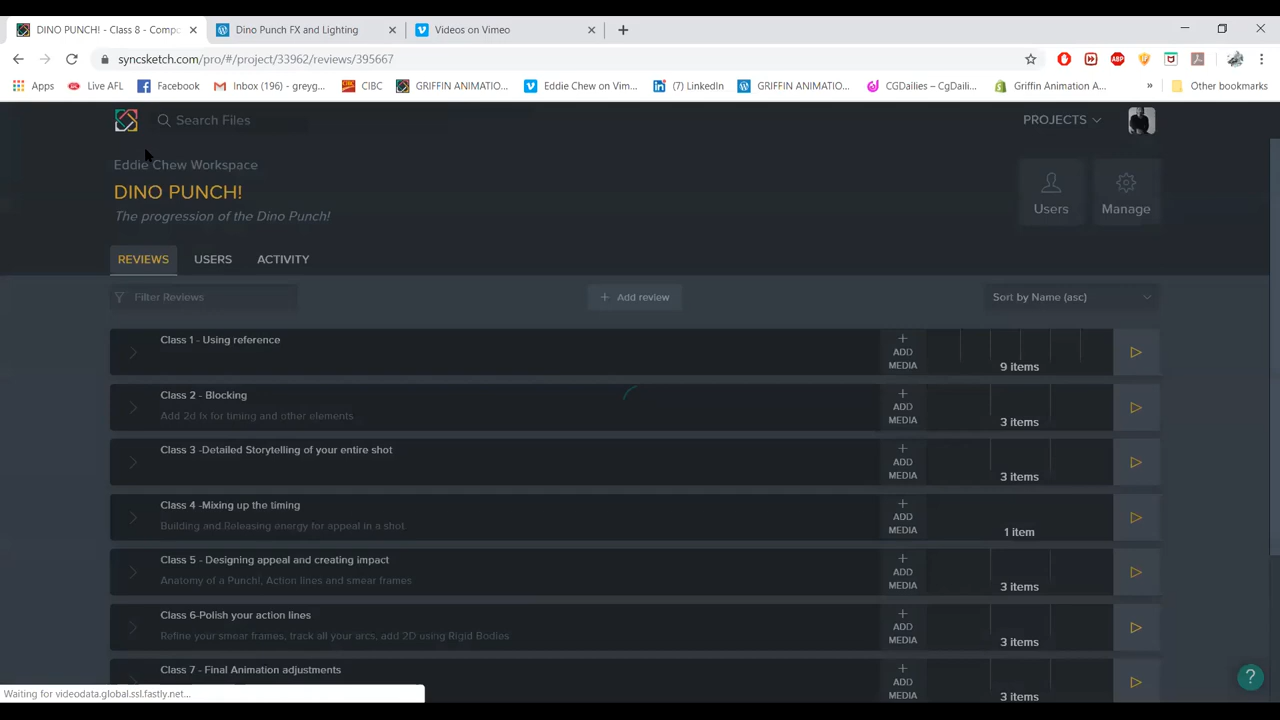 DINO PUNCH! - Class 8 - Compo
Dino Punch FX and Lighting
Videos on Vimeo
syncsketch.com/pro/#/project/33962/reviews/395667
Apps
Live AFL
Facebook
Inbox (196) - greyg...
CIBC
GRIFFIN ANIMATIO...
Eddie Chew on Vim...
(7) LinkedIn
GRIFFIN ANIMATIO...
CGDailies – CgDaili...
Griffin Animation A...
»
Other bookmarks
Search Files
PROJECTS
Eddie Chew Workspace
DINO PUNCH!
The progression of the Dino Punch!
Users
Manage
REVIEWS
USERS
ACTIVITY
Filter Reviews
+ Add review
Sort by Name (asc)
Class 1 - Using reference
+ ADD MEDIA
9 items
Class 2 - Blocking
Add 2d fx for timing and other elements
+ ADD MEDIA
3 items
Class 3 -Detailed Storytelling of your entire shot
+ ADD MEDIA
3 items
Class 4 -Mixing up the timing
Building and Releasing energy for appeal in a shot.
+ ADD MEDIA
1 item
Class 5 - Designing appeal and creating impact
Anatomy of a Punch!, Action lines and smear frames
+ ADD MEDIA
3 items
Class 6-Polish your action lines
Refine your smear frames, track all your arcs, add 2D using Rigid Bodies
+ ADD MEDIA
3 items
Class 7 - Final Animation adjustments
+ ADD MEDIA
3 items
?
Waiting for videodata.global.ssl.fastly.net...